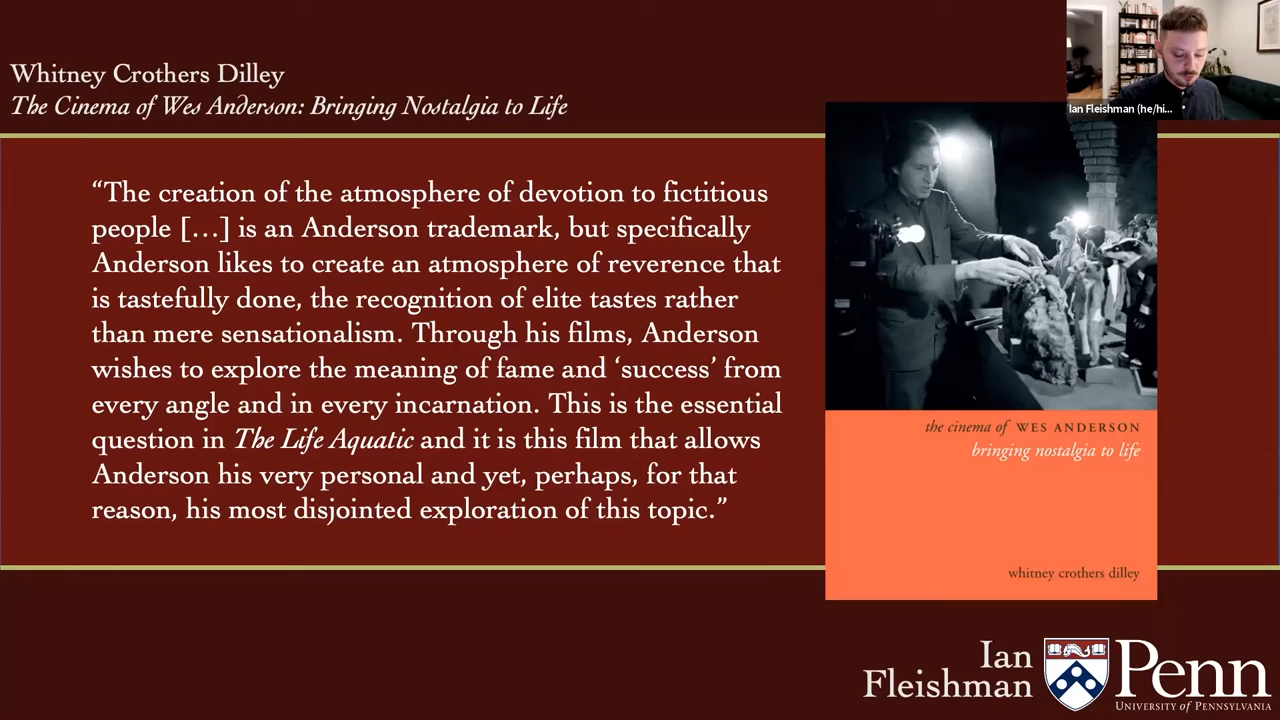 Whitney Crothers Dilley
The Cinema of Wes Anderson: Bringing Nostalgia to Life
Ian Fleishman (he/hi...
“The creation of the atmosphere of devotion to fictitious
people […] is an Anderson trademark, but specifically
Anderson likes to create an atmosphere of reverence that
is tastefully done, the recognition of elite tastes rather
than mere sensationalism. Through his films, Anderson
wishes to explore the meaning of fame and ‘success’ from
every angle and in every incarnation. This is the essential
question in The Life Aquatic and it is this film that allows
Anderson his very personal and yet, perhaps, for that
reason, his most disjointed exploration of this topic.”
the cinema of WES ANDERSON
bringing nostalgia to life
whitney crothers dilley
Ian
Fleishman
Penn
UNIVERSITY of PENNSYLVANIA